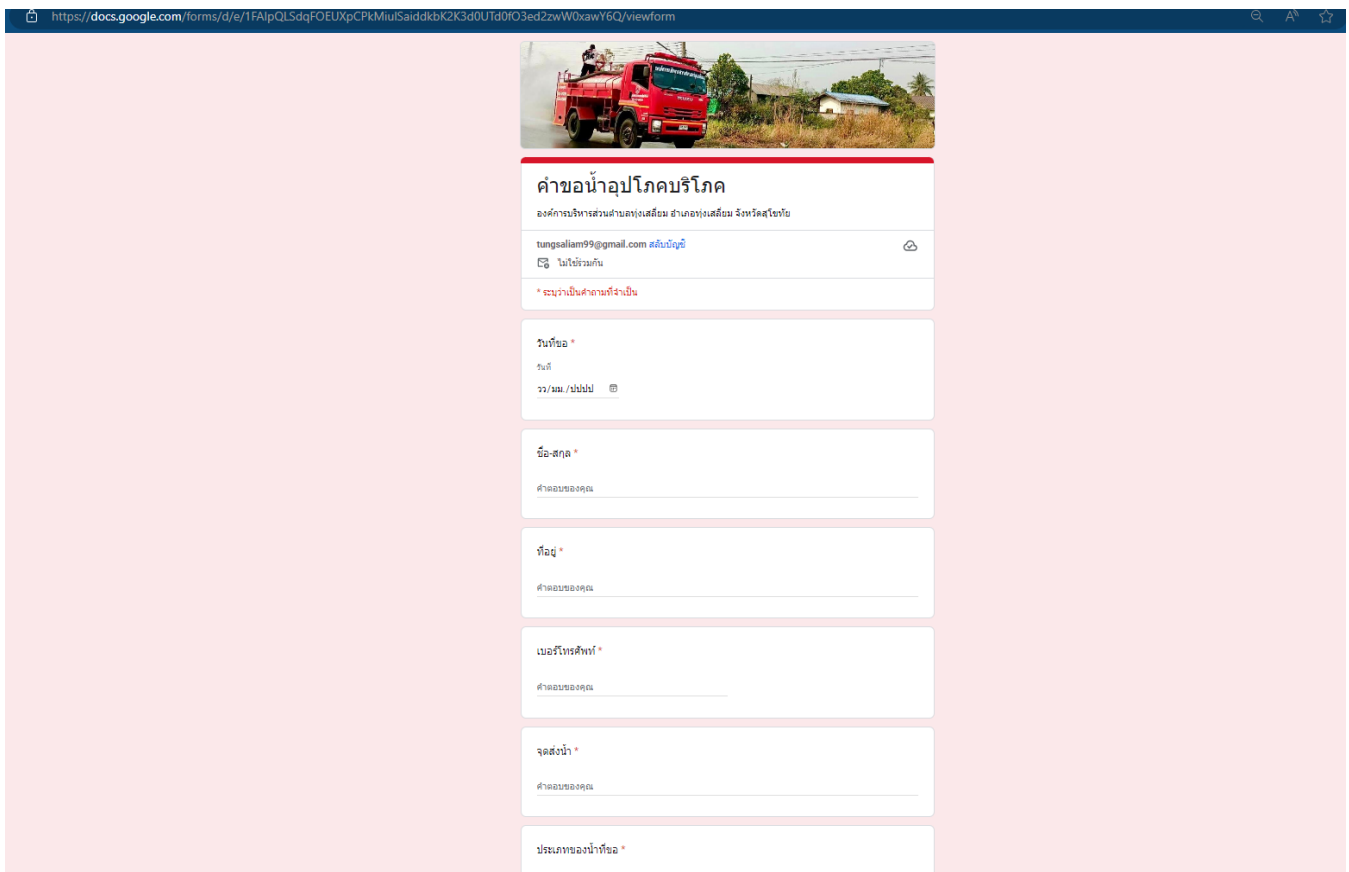 https://docs.google.com/forms/d/e/1FAIpQLSdqFOEUXpCPkMiulSaiddkbK2K3d0UTd0fO3ed2zwW0xawY6Q/viewform
คำขอน้ำอุปโภคบริโภค
องค์การบริหารส่วนตำบลทุ่งเสลี่ยม อำเภอทุ่งเสลี่ยม จังหวัดสุโขทัย
tungsaliam99@gmail.com สลับบัญชี
ไม่ใช่ร่วมกัน
* ระบุว่าเป็นคำถามที่จำเป็น
วันที่ขอ *
วันที่
วว/มม./ปปปป
ชื่อ-สกุล *
คำตอบของคุณ
ที่อยู่ *
คำตอบของคุณ
เบอร์โทรศัพท์ *
คำตอบของคุณ
จุดส่งน้ำ *
คำตอบของคุณ
ประเภทของน้ำที่ขอ *